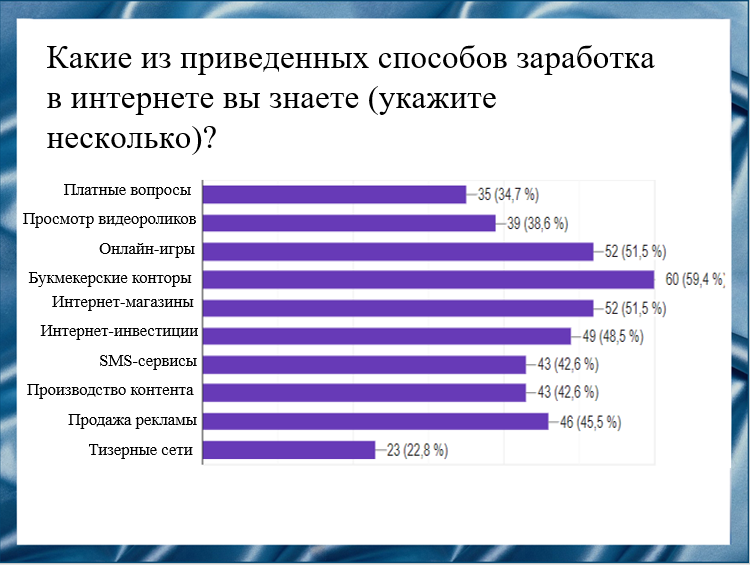 Какие из приведенных способов заработка
в интернете вы знаете (укажите
несколько)?
Платные вопросы 35 (34,7 %)
Просмотр видеороликов 39 (38,6 %)
Онлайн-игры 52 (51,5 %)
Букмекерские конторы 60 (59,4 %)
Интернет-магазины 52 (51,5 %)
Интернет-инвестиции 49 (48,5 %)
SMS-сервисы 43 (42,6 %)
Производство контента 43 (42,6 %)
Продажа рекламы 46 (45,5 %)
Тизерные сети 23 (22,8 %)